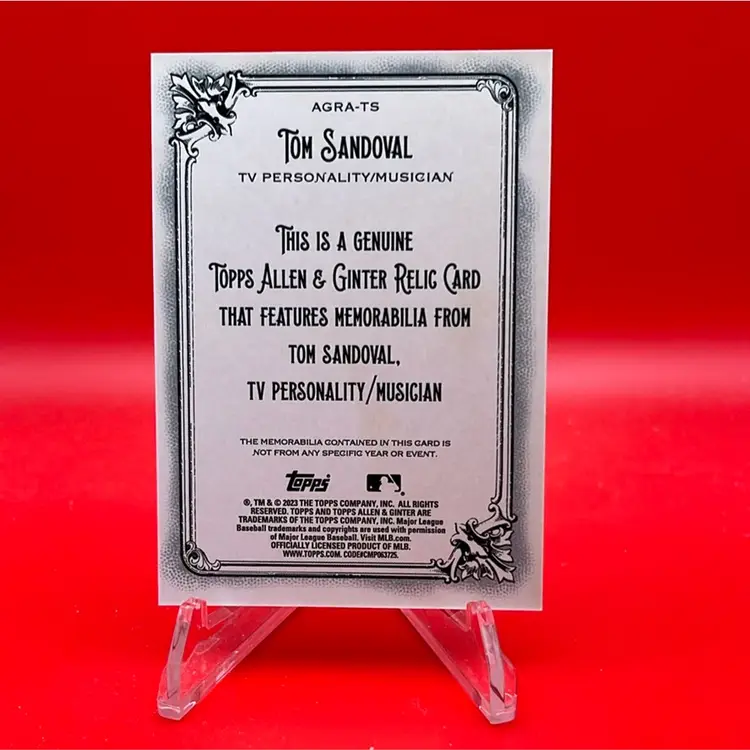 AGRA-TS
TOM SANDOVAL
TV PERSONALITY/MUSICIAN
THIS IS A GENUINE
TOPPS ALLEN & GINTER RELIC CARD
THAT FEATURES MEMORABILIA FROM
TOM SANDOVAL,
TV PERSONALITY/MUSICIAN
THE MEMORABILIA CONTAINED IN THIS CARD IS
NOT FROM ANY SPECIFIC YEAR OR EVENT.
topps
®, TM & © 2023 THE TOPPS COMPANY, INC. ALL RIGHTS
RESERVED. TOPPS AND TOPPS ALLEN & GINTER ARE
TRADEMARKS OF THE TOPPS COMPANY, INC. Major League
Baseball trademarks and copyrights are used with permission
of Major League Baseball. Visit MLB.com.
OFFICIALLY LICENSED PRODUCT OF MLB.
WWW.TOPPS.COM. CODE#CMP063725.